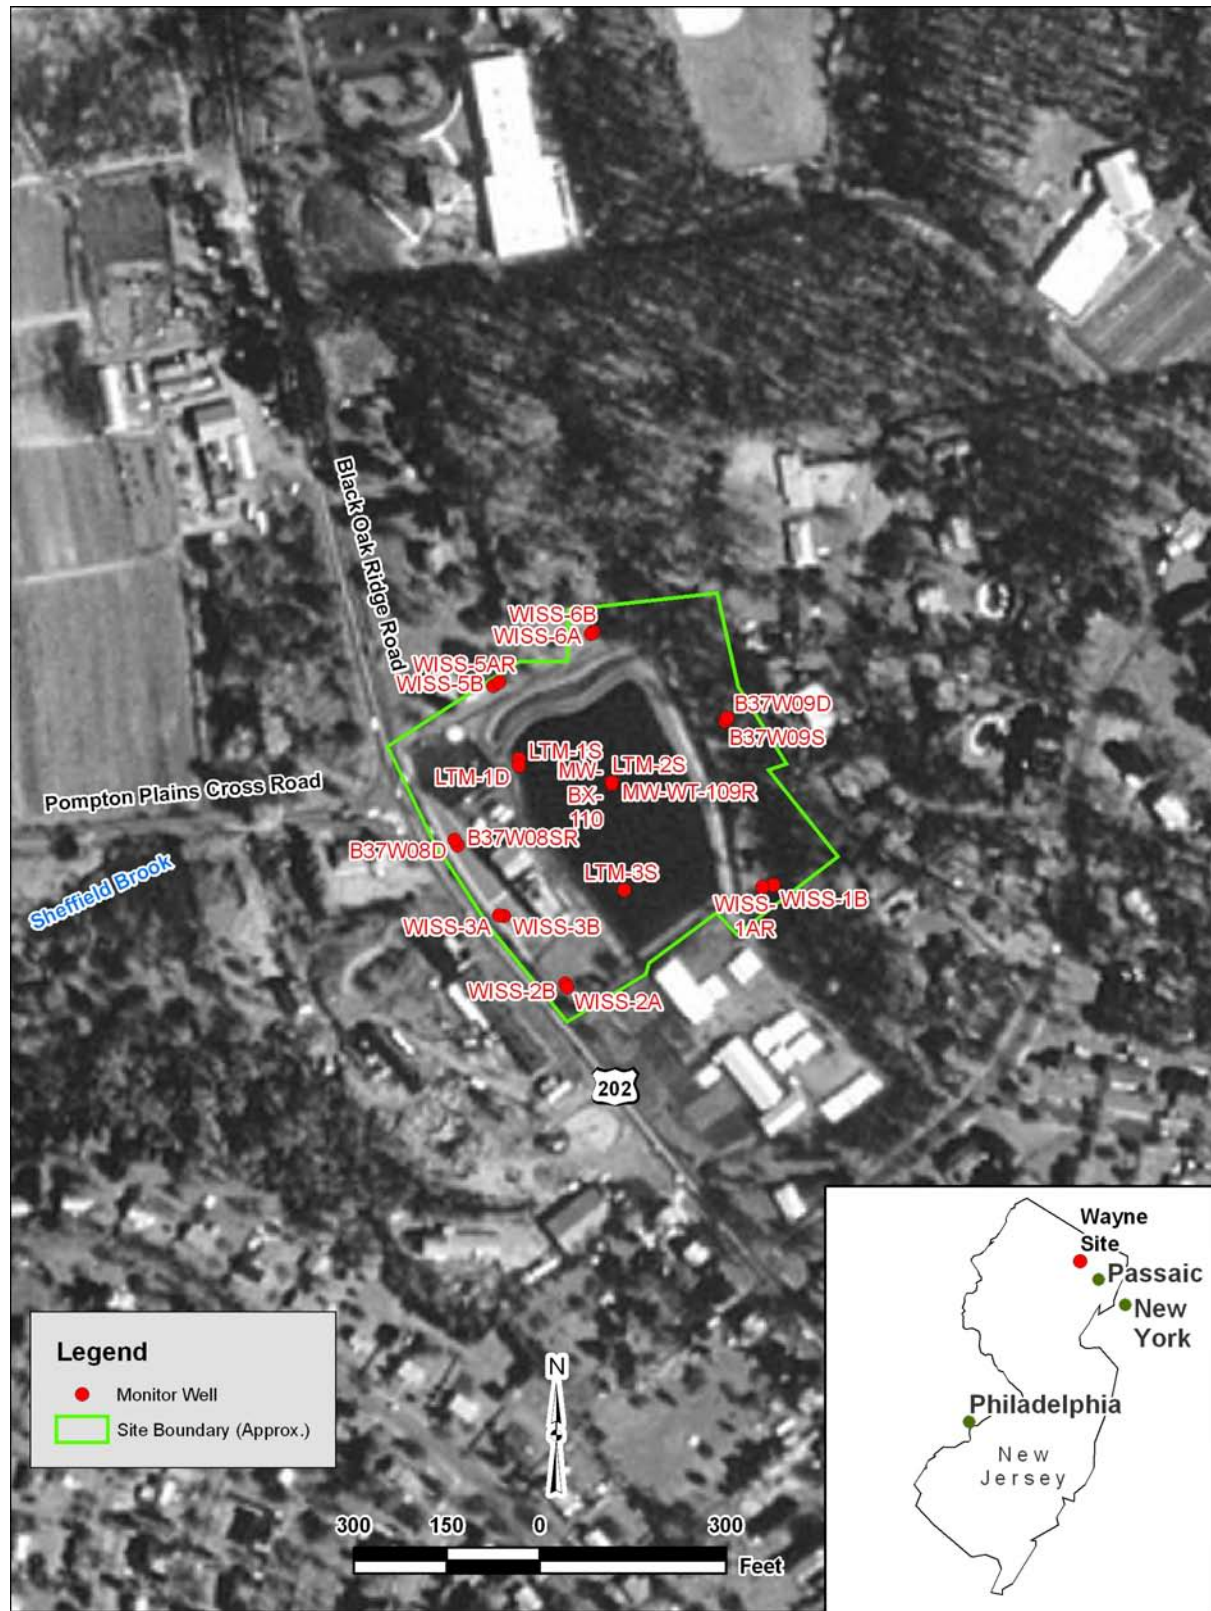 Black Oak Ridge Road
WISS-6B
WISS-6A
WISS-5AR
WISS-5B
B37W09D
B37W09S
LTM-1S
LTM-1D
MW-
BX-
110
LTM-2S
MW-WT-109R
Pompton Plains Cross Road
Sheffield Brook
B37W08SR
B37W08D
LTM-3S
WISS-1B
WISS-
1AR
WISS-3A
WISS-3B
WISS-2B
WISS-2A
202
Wayne
Site
Passaic
New
York
Philadelphia
New
Jersey
Legend
Monitor Well
Site Boundary (Approx.)
N
300 150 0 300
Feet